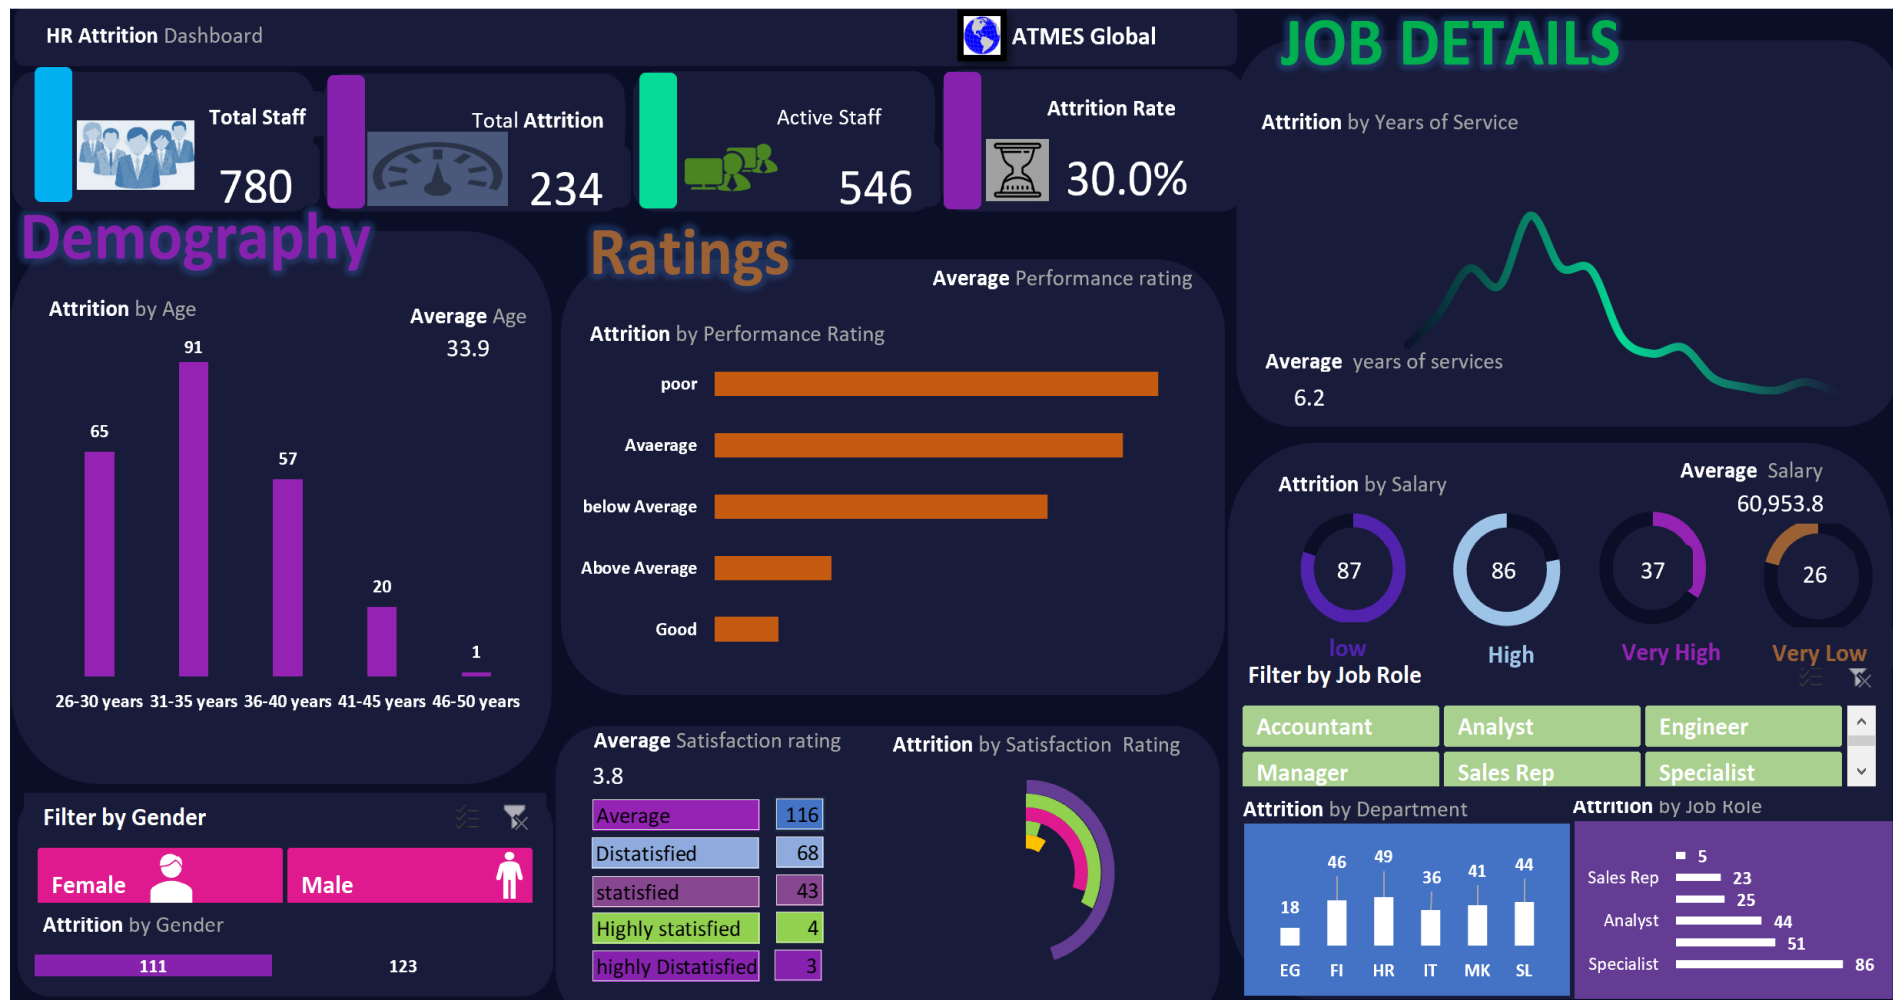 HR Attrition Dashboard
ATMES Global
JOB DETAILS
Total Staff
780
Total Attrition
234
Active Staff
546
Attrition Rate
30.0%
Demography
Attrition by Age
Average Age
33.9
91
65
57
20
1
26-30 years 31-35 years 36-40 years 41-45 years 46-50 years
Filter by Gender
Female
Male
Attrition by Gender
111
123
Ratings
Average Performance rating
Attrition by Performance Rating
poor
Avaerage
below Average
Above Average
Good
Average Satisfaction rating
3.8
Attrition by Satisfaction Rating
Average 116
Distatisfied 68
statisfied 43
Highly statisfied 4
highly Distatisfied 3
Attrition by Years of Service
Average years of services
6.2
Attrition by Salary
Average Salary
60,953.8
87
86
37
26
low
High
Very High
Very Low
Filter by Job Role
Accountant
Analyst
Engineer
Manager
Sales Rep
Specialist
Attrition by Department
18
46
49
36
41
44
EG FI HR IT MK SL
Attrition by Job Role
5
Sales Rep 23
25
Analyst 44
51
Specialist 86